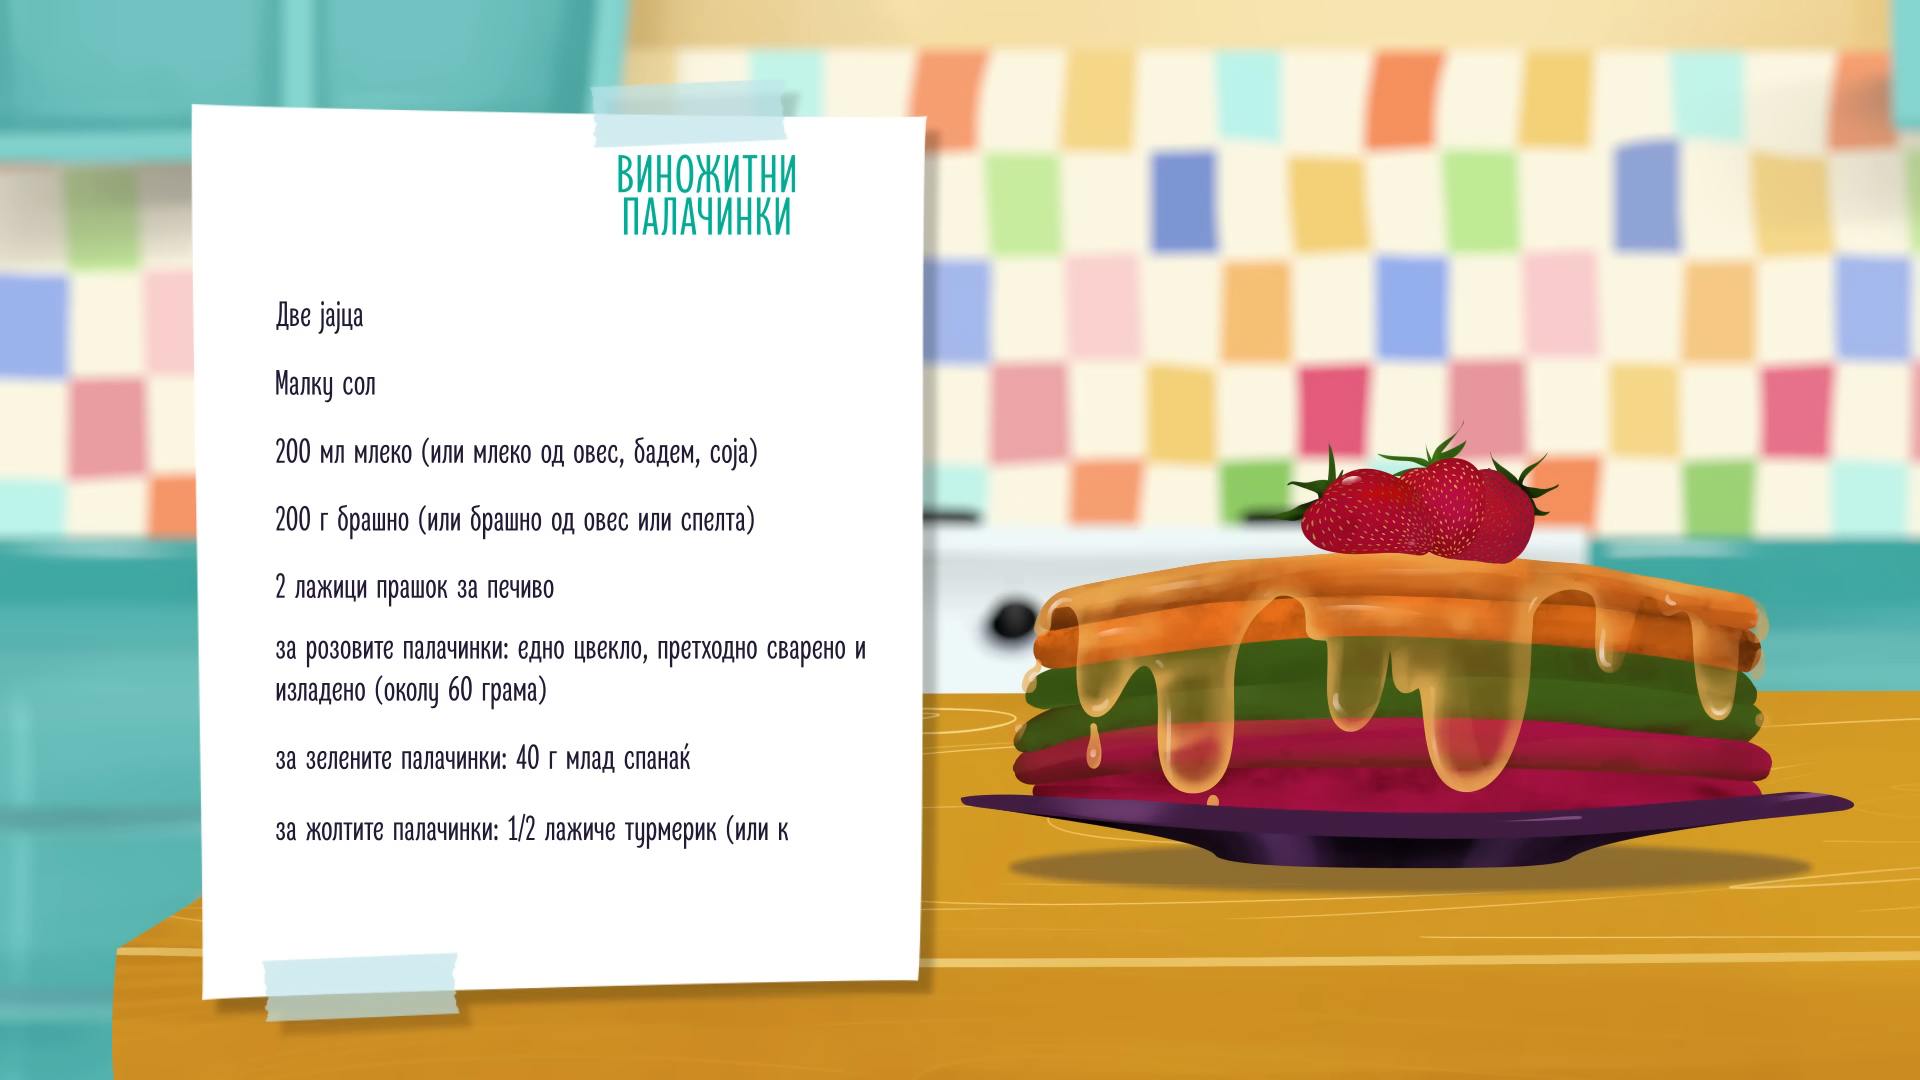 ВИНОЖИТНИ
ПАЛАЧИНКИ
Две јајца
Малку сол
200 мл млеко (или млеко од овес, бадем, соја)
200 г брашно (или брашно од овес или спелта)
2 лажици прашок за печиво
за розовите палачинки: едно цвекло, претходно сварено и
изладено (околу 60 грама)
за зелените палачинки: 40 г млад спанаќ
за жолтите палачинки: 1/2 лажиче турмерик (или к